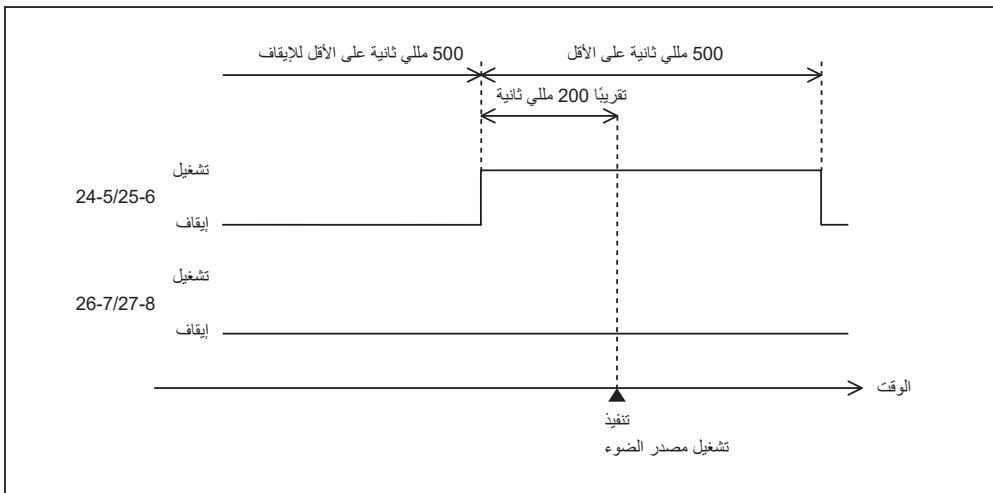 500 مللي ثانية على الأقل
500 مللي ثانية على الأقل للإيقاف
تقريبًا 200 مللي ثانية
تشغيل
24-5/25-6
إيقاف
تشغيل
26-7/27-8
إيقاف
الوقت
تنفيذ
تشغيل مصدر الضوء